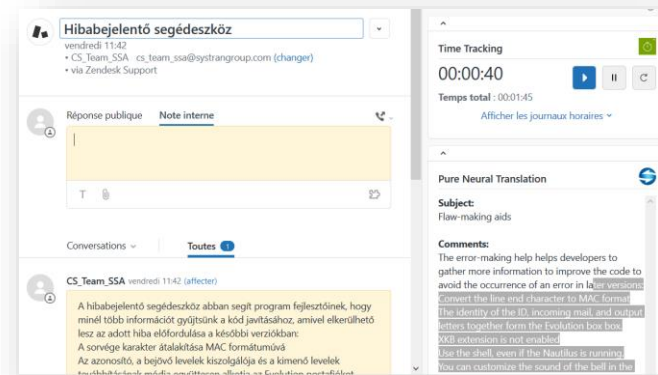 Hibabejelentő segédeszköz
vendredi 11:42
• CS_Team_SSA cs_team_ssa@systrangroup.com (changer)
• via Zendesk Support
Réponse publique Note interne
T
Conversations Toutes 1
CS_Team_SSA vendredi 11:42 (affecter)
A hibabejelentő segédeszköz abban segít program fejlesztőinek, hogy
minél több információt gyűjtsünk a kód javításához, amivel elkerülhető
lesz az adott hiba előfordulása a későbbi verziókban:
A sorvége karakter átalakítása MAC formátumúvá
Az azonosító, a bejövő levelek kiszolgálója és a kimenő levelek
továbbításának módja együttesen alkotja az Evolution postafiókot
Time Tracking
00:00:40
Temps total : 00:01:45
Afficher les journaux horaires
Pure Neural Translation
Subject:
Flaw-making aids
Comments:
The error-making help helps developers to
gather more information to improve the code to
avoid the occurrence of an error in later versions:
Convert the line end character to MAC format
The identity of the ID, incoming mail, and output
letters together form the Evolution box box.
XKB extension is not enabled
Use the shell, even if the Nautilus is running.
You can customize the sound of the bell in the